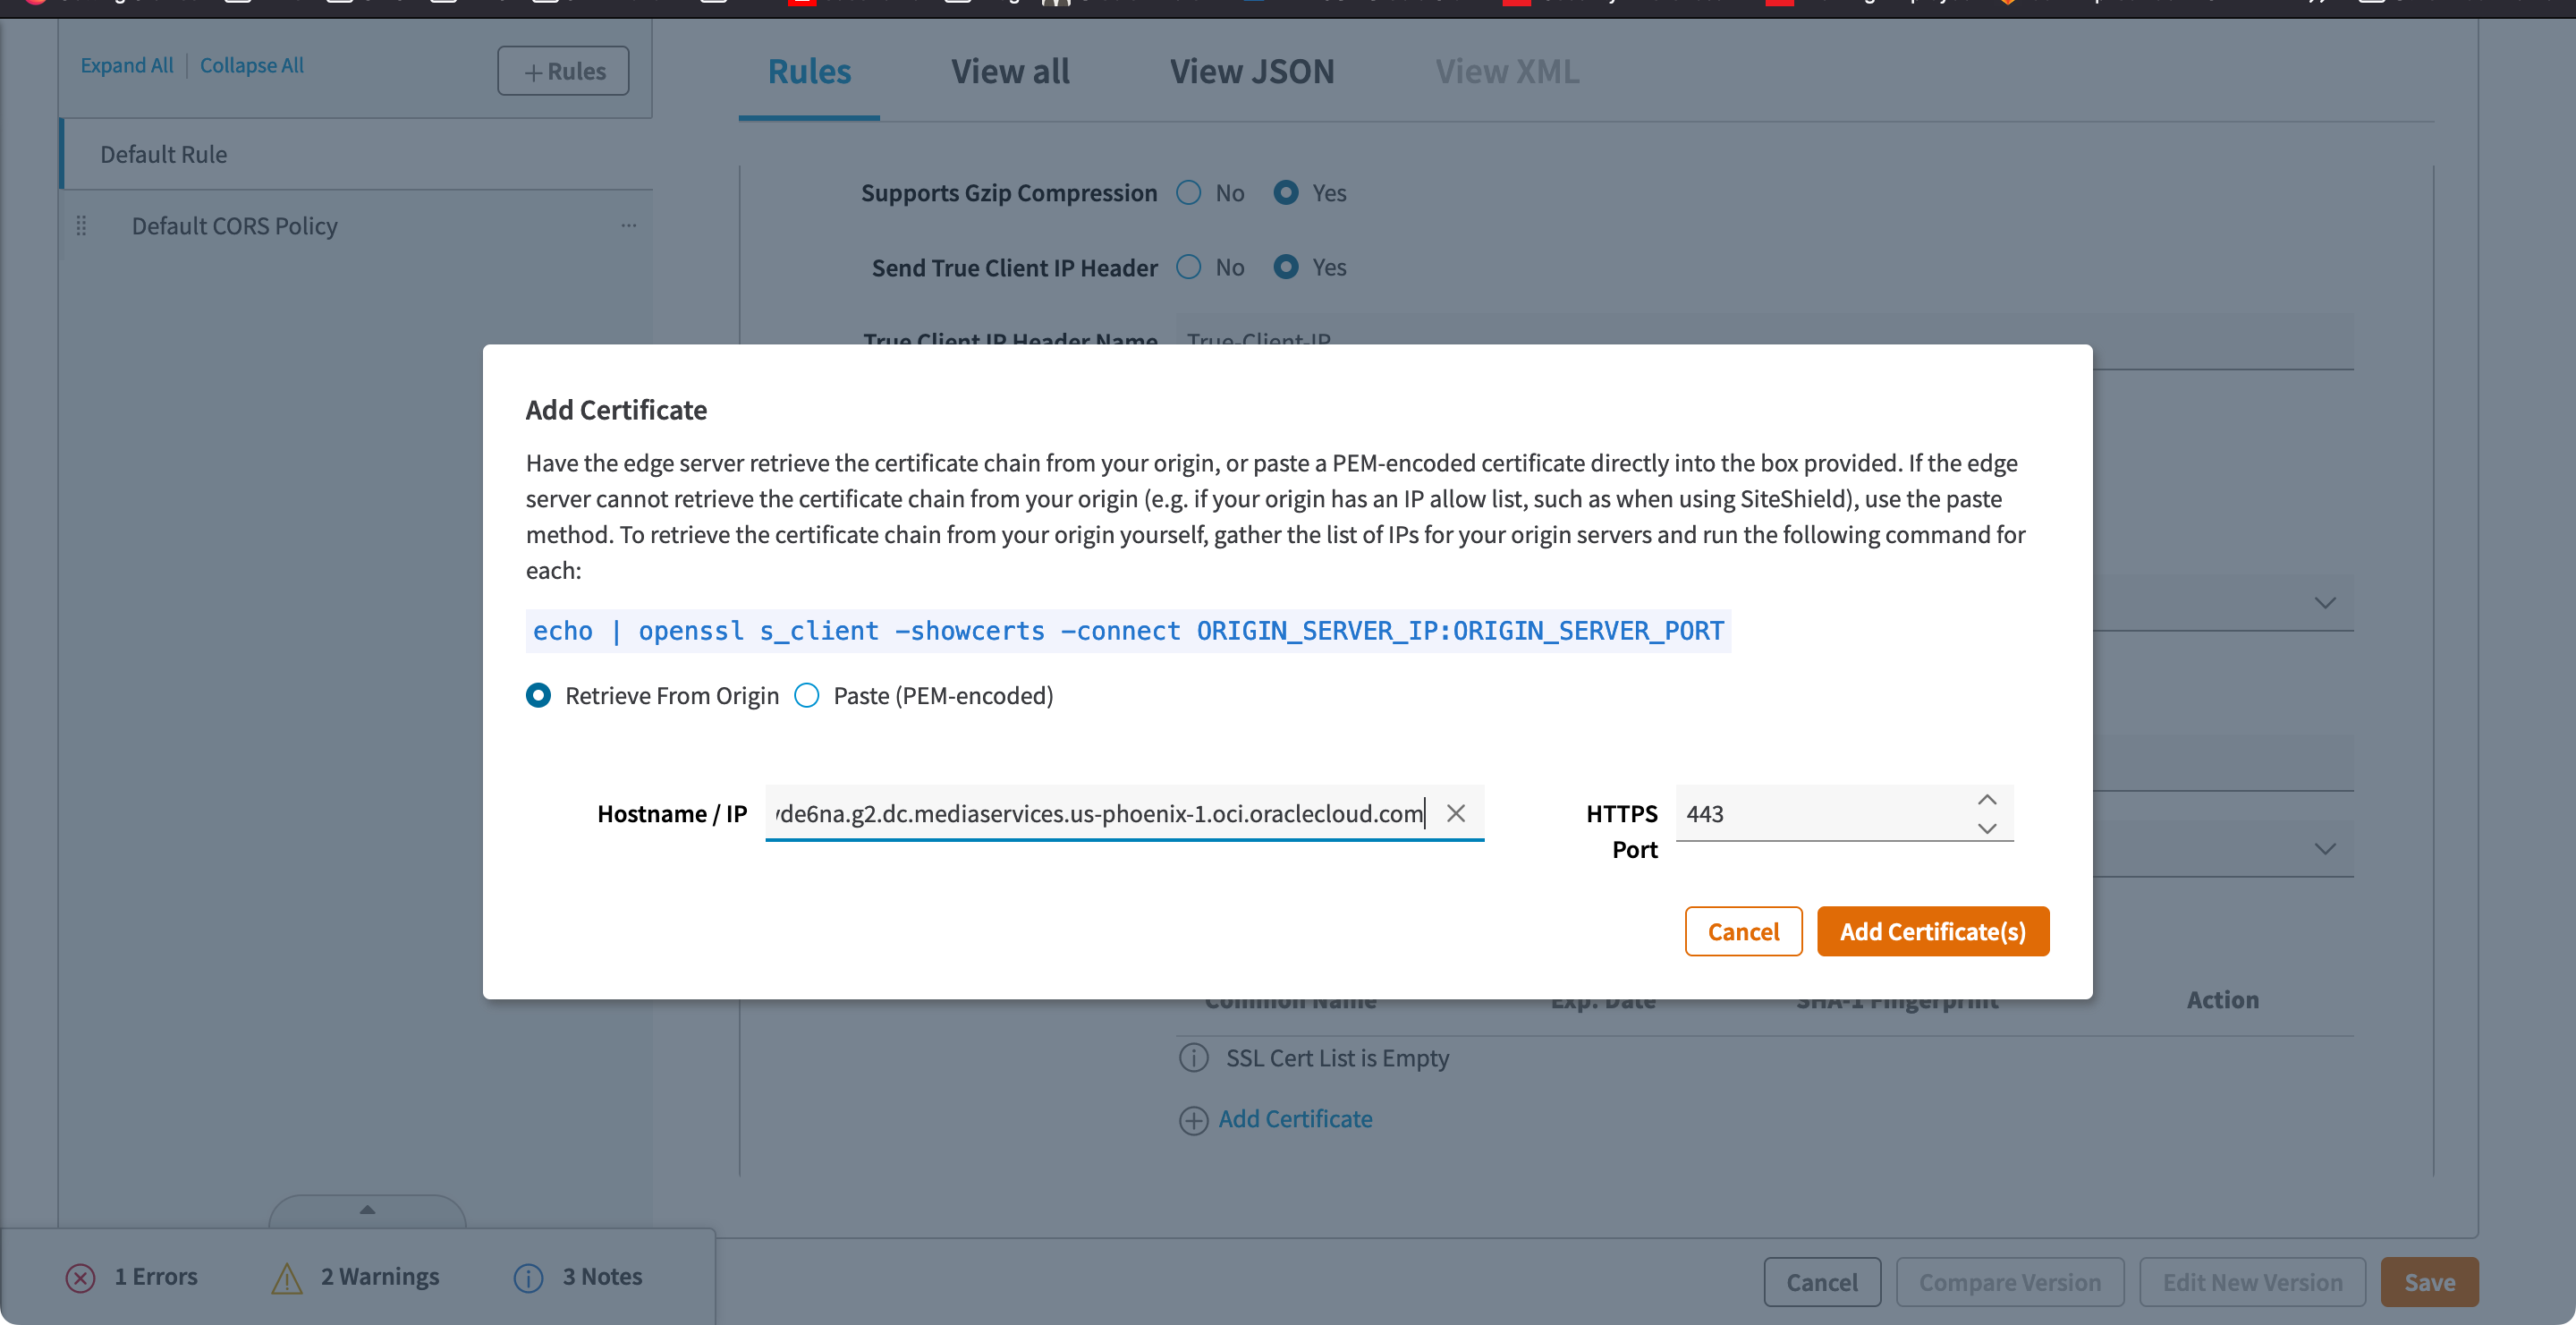 Expand All | Collapse All
+ Rules
Rules
View all
View JSON
View XML
Default Rule
Default CORS Policy
...
Supports Gzip Compression
No
Yes
Send True Client IP Header
No
Yes
True Client IP Header Name
True-Client-IP
Add Certificate
Have the edge server retrieve the certificate chain from your origin, or paste a PEM-encoded certificate directly into the box provided. If the edge
server cannot retrieve the certificate chain from your origin (e.g. if your origin has an IP allow list, such as when using SiteShield), use the paste
method. To retrieve the certificate chain from your origin yourself, gather the list of IPs for your origin servers and run the following command for
each:
echo | openssl s_client -showcerts -connect ORIGIN_SERVER_IP:ORIGIN_SERVER_PORT
Retrieve From Origin
Paste (PEM-encoded)
Hostname / IP
de6na.g2.dc.mediaservices.us-phoenix-1.oci.oraclecloud.com
HTTPS
Port
443
Cancel
Add Certificate(s)
Common Name
Exp. Date
SHA-1 Fingerprint
Action
SSL Cert List is Empty
Add Certificate
1 Errors
2 Warnings
3 Notes
Cancel
Compare Version
Edit New Version
Save